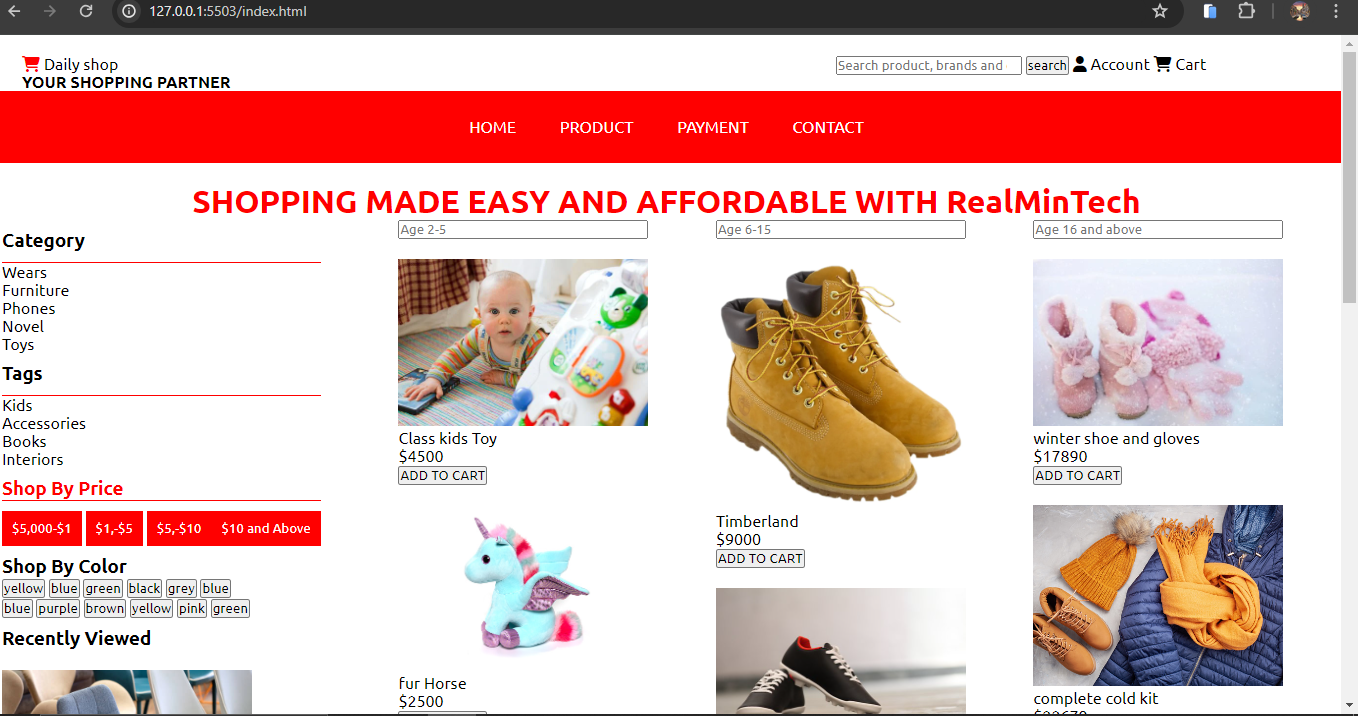 127.0.0.1:5503/index.html
Daily shop
YOUR SHOPPING PARTNER
Search product, brands and
search
Account
Cart
HOME PRODUCT PAYMENT CONTACT
SHOPPING MADE EASY AND AFFORDABLE WITH RealMinTech
Category
Wears
Furniture
Phones
Novel
Toys
Tags
Kids
Accessories
Books
Interiors
Shop By Price
$5,000-$1 $1,-$5 $5,-$10 $10 and Above
Shop By Color
yellow blue green black grey blue
blue purple brown yellow pink green
Recently Viewed
Age 2-5
Class kids Toy
$4500
ADD TO CART
fur Horse
$2500
Age 6-15
Timberland
$9000
ADD TO CART
Age 16 and above
winter shoe and gloves
$17890
ADD TO CART
complete cold kit